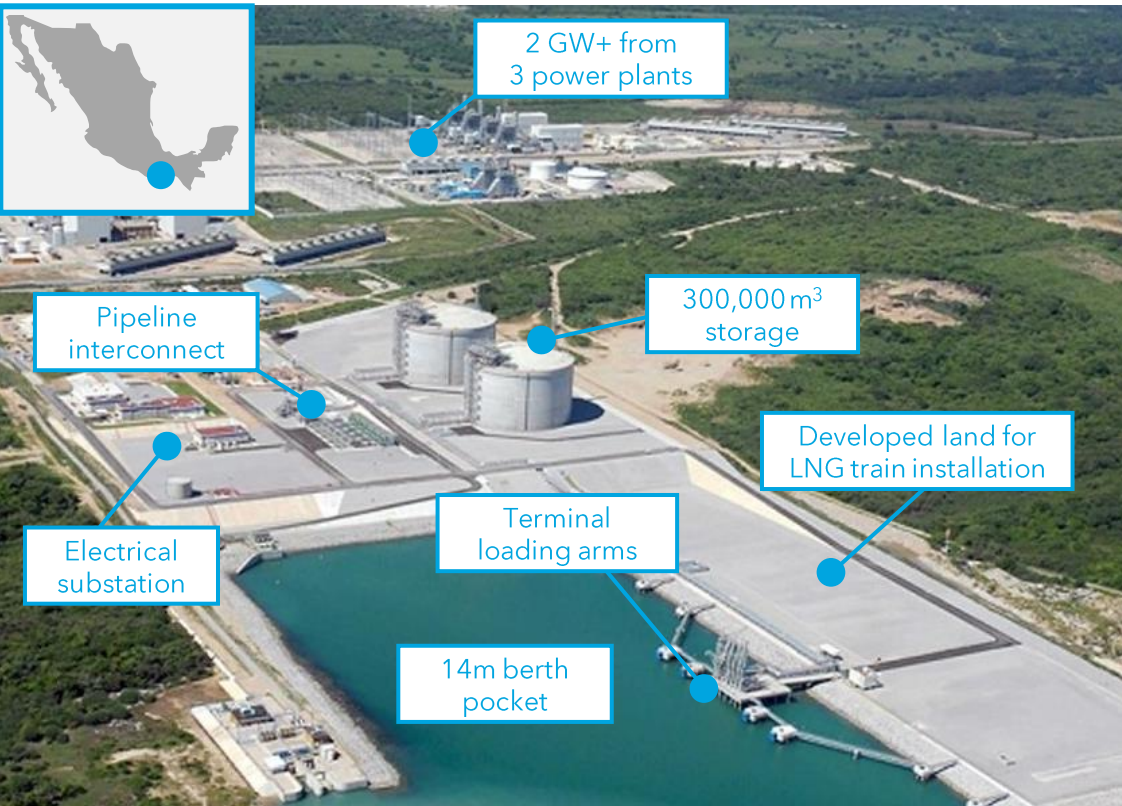 2 GW+ from
3 power plants
Pipeline
interconnect
300,000 m³
storage
Developed land for
LNG train installation
Terminal
loading arms
Electrical
substation
14m berth
pocket